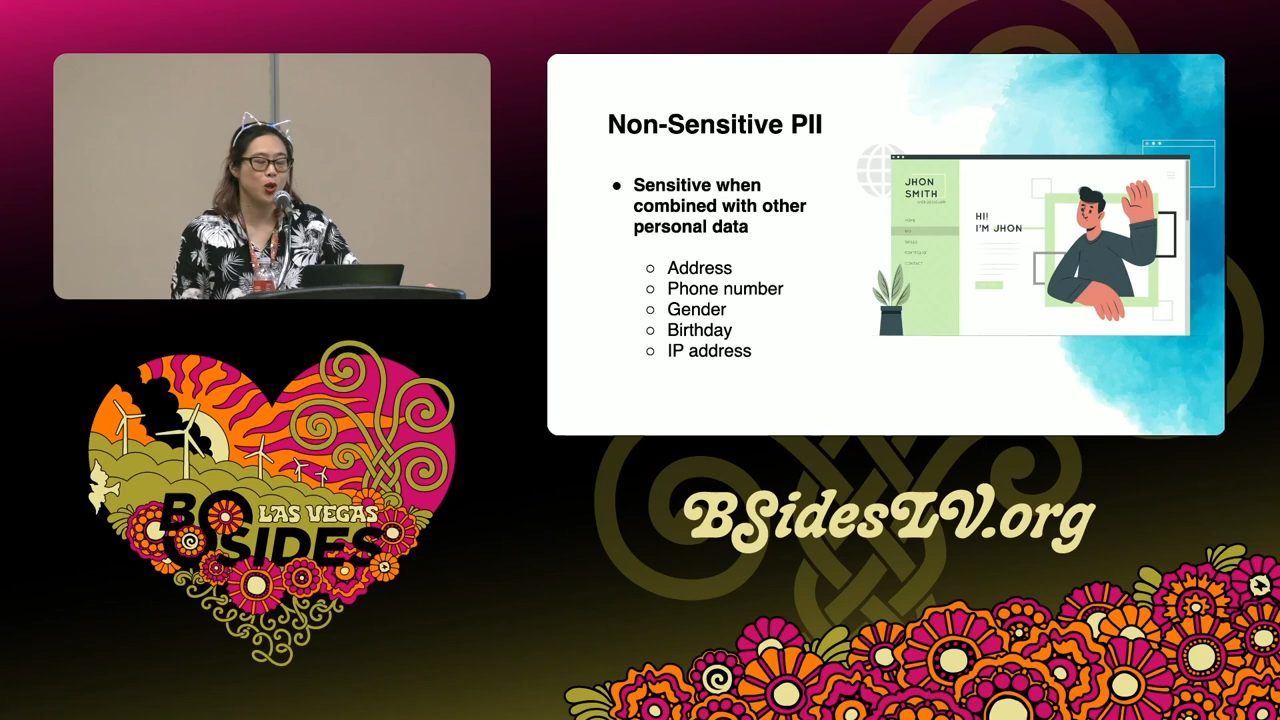 Non-Sensitive PII
● Sensitive when
combined with other
personal data
○ Address
○ Phone number
○ Gender
○ Birthday
○ IP address
JHON
SMITH
HI!
I'M JHON
LAS VEGAS
BSIDES
BSidesLV.org